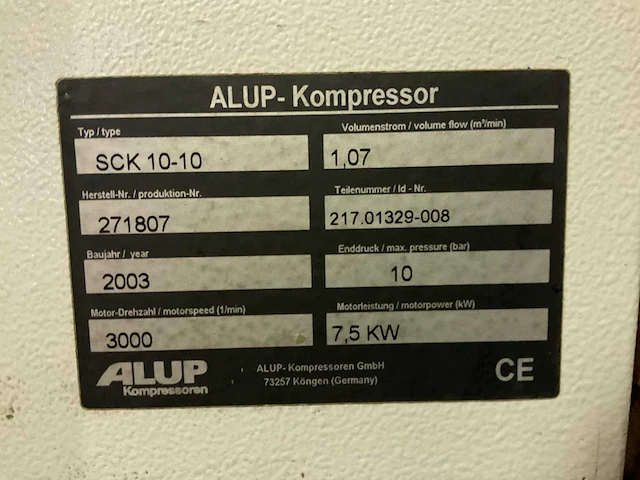 ALUP- Kompressor
Typ / type
SCK 10-10
Volumenstrom / volume flow (m³/min)
1,07
Herstell-Nr. / produktion-Nr.
271807
Teilenummer / Id - Nr.
217.01329-008
Baujahr / year
2003
Enddruck / max. pressure (bar)
10
Motor-Drehzahl / motorspeed (1/min)
3000
Motorleistung / motorpower (kW)
7,5 KW
ALUP
Kompressoren
ALUP- Kompressoren GmbH
73257 Köngen (Germany)
CE